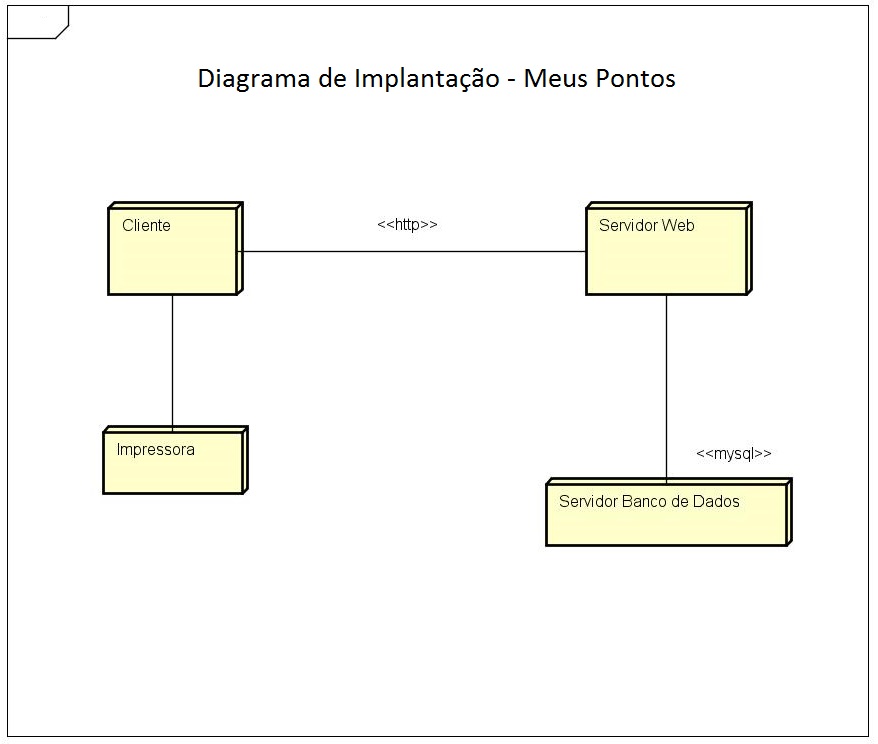 Diagrama de Implantação - Meus Pontos
Cliente
<<http>>
Servidor Web
Impressora
<<mysql>>
Servidor Banco de Dados